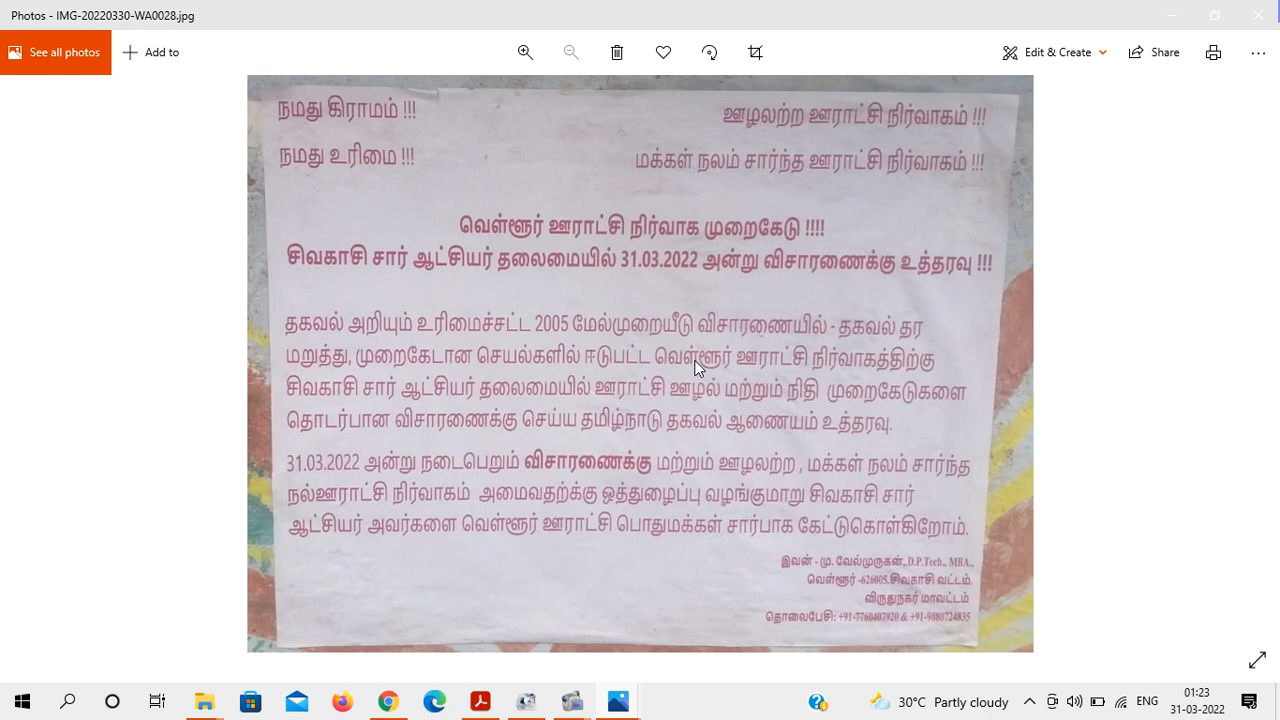 Photos - IMG-20220330-WA0028.jpg
See all photos
Add to
Edit & Create
Share
நமது கிராமம் !!!
ஊழலற்ற ஊராட்சி நிர்வாகம் !!!
நமது உரிமை !!!
மக்கள் நலம் சார்ந்த ஊராட்சி நிர்வாகம் !!!
வெள்ளூர் ஊராட்சி நிர்வாக முறைகேடு !!!!
சிவகாசி சார் ஆட்சியர் தலைமையில் 31.03.2022 அன்று விசாரணைக்கு உத்தரவு !!!
தகவல் அறியும் உரிமைச்சட்ட 2005 மேல்முறையீடு விசாரணையில் - தகவல் தர
மறுத்து, முறைகேடான செயல்களில் ஈடுபட்ட வெள்ளூர் ஊராட்சி நிர்வாகத்திற்கு
சிவகாசி சார் ஆட்சியர் தலைமையில் ஊராட்சி ஊழல் மற்றும் நிதி முறைகேடுகளை
தொடர்பான விசாரணைக்கு செய்ய தமிழ்நாடு தகவல் ஆணையம் உத்தரவு.
31.03.2022 அன்று நடைபெறும் விசாரணைக்கு மற்றும் ஊழலற்ற , மக்கள் நலம் சார்ந்த
நல்ஊராட்சி நிர்வாகம் அமைவதற்க்கு ஒத்துழைப்பு வழங்குமாறு சிவகாசி சார்
ஆட்சியர் அவர்களை வெள்ளூர் ஊராட்சி பொதுமக்கள் சார்பாக கேட்டுகொள்கிறோம்.
இவன் - மு. வேல்முருகன்,.D.P.Tech., MBA.,
வெள்ளூர் -626005.சிவகாசி வட்டம்.
விருதுநகர் மாவட்டம்
தொலைபேசி: +91-7760407920 & +91-9080724835
30°C Partly cloudy
ENG
01:23
31-03-2022